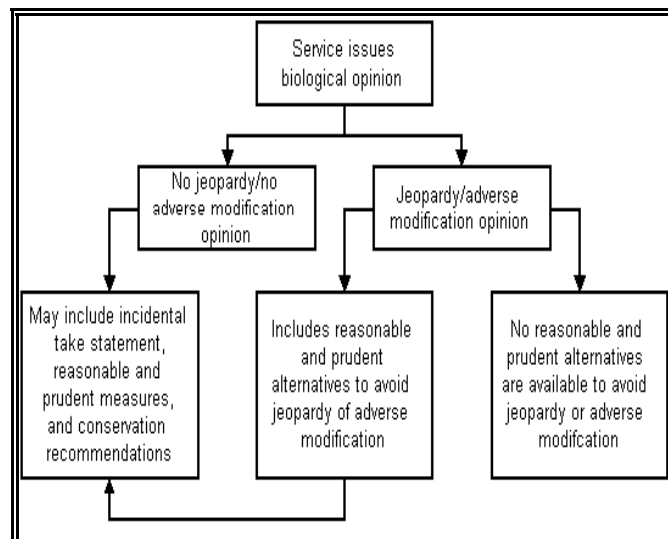 Service issues
biological opinion
No jeopardy/no
adverse modification
opinion
Jeopardy/adverse
modification opinion
May include incidental
take statement,
reasonable and
prudent measures,
and conservation
recommendations
Includes reasonable
and prudent
alternatives to avoid
jeopardy of adverse
modification
No reasonable and
prudent alternatives
are available to avoid
jeopardy or adverse
modifcation